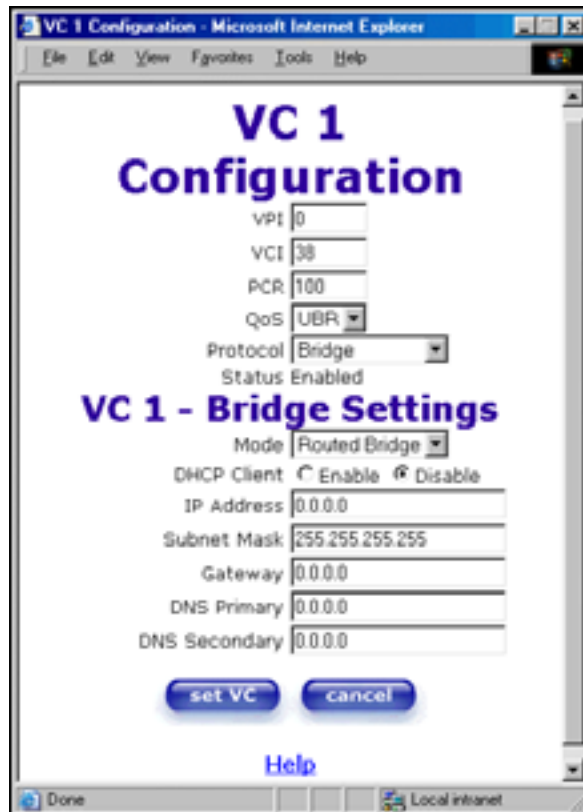 VC 1 Configuration - Microsoft Internet Explorer
File Edit View Favorites Tools Help
VC 1
Configuration
VPI 0
VCI 38
PCR 100
QoS UBR
Protocol Bridge
Status Enabled
VC 1 - Bridge Settings
Mode Routed Bridge
DHCP Client Enable Disable
IP Address 0.0.0.0
Subnet Mask 255.255.255.255
Gateway 0.0.0.0
DNS Primary 0.0.0.0
DNS Secondary 0.0.0.0
set VC cancel
Help
Done Local intranet